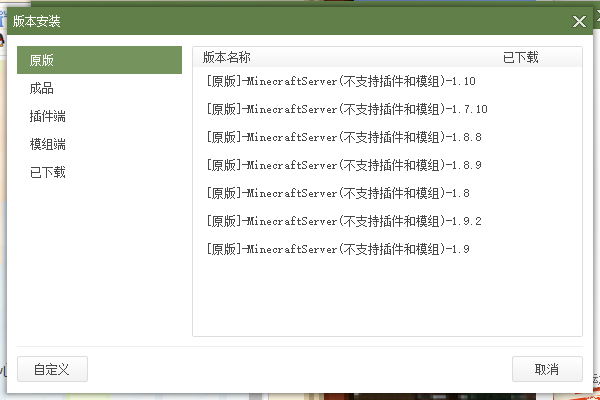 版本安装
原版
成品
插件端
模组端
已下载
版本名称 已下载
[原版]-MinecraftServer(不支持插件和模组)-1.10
[原版]-MinecraftServer(不支持插件和模组)-1.7.10
[原版]-MinecraftServer(不支持插件和模组)-1.8.8
[原版]-MinecraftServer(不支持插件和模组)-1.8.9
[原版]-MinecraftServer(不支持插件和模组)-1.8
[原版]-MinecraftServer(不支持插件和模组)-1.9.2
[原版]-MinecraftServer(不支持插件和模组)-1.9
自定义 取消